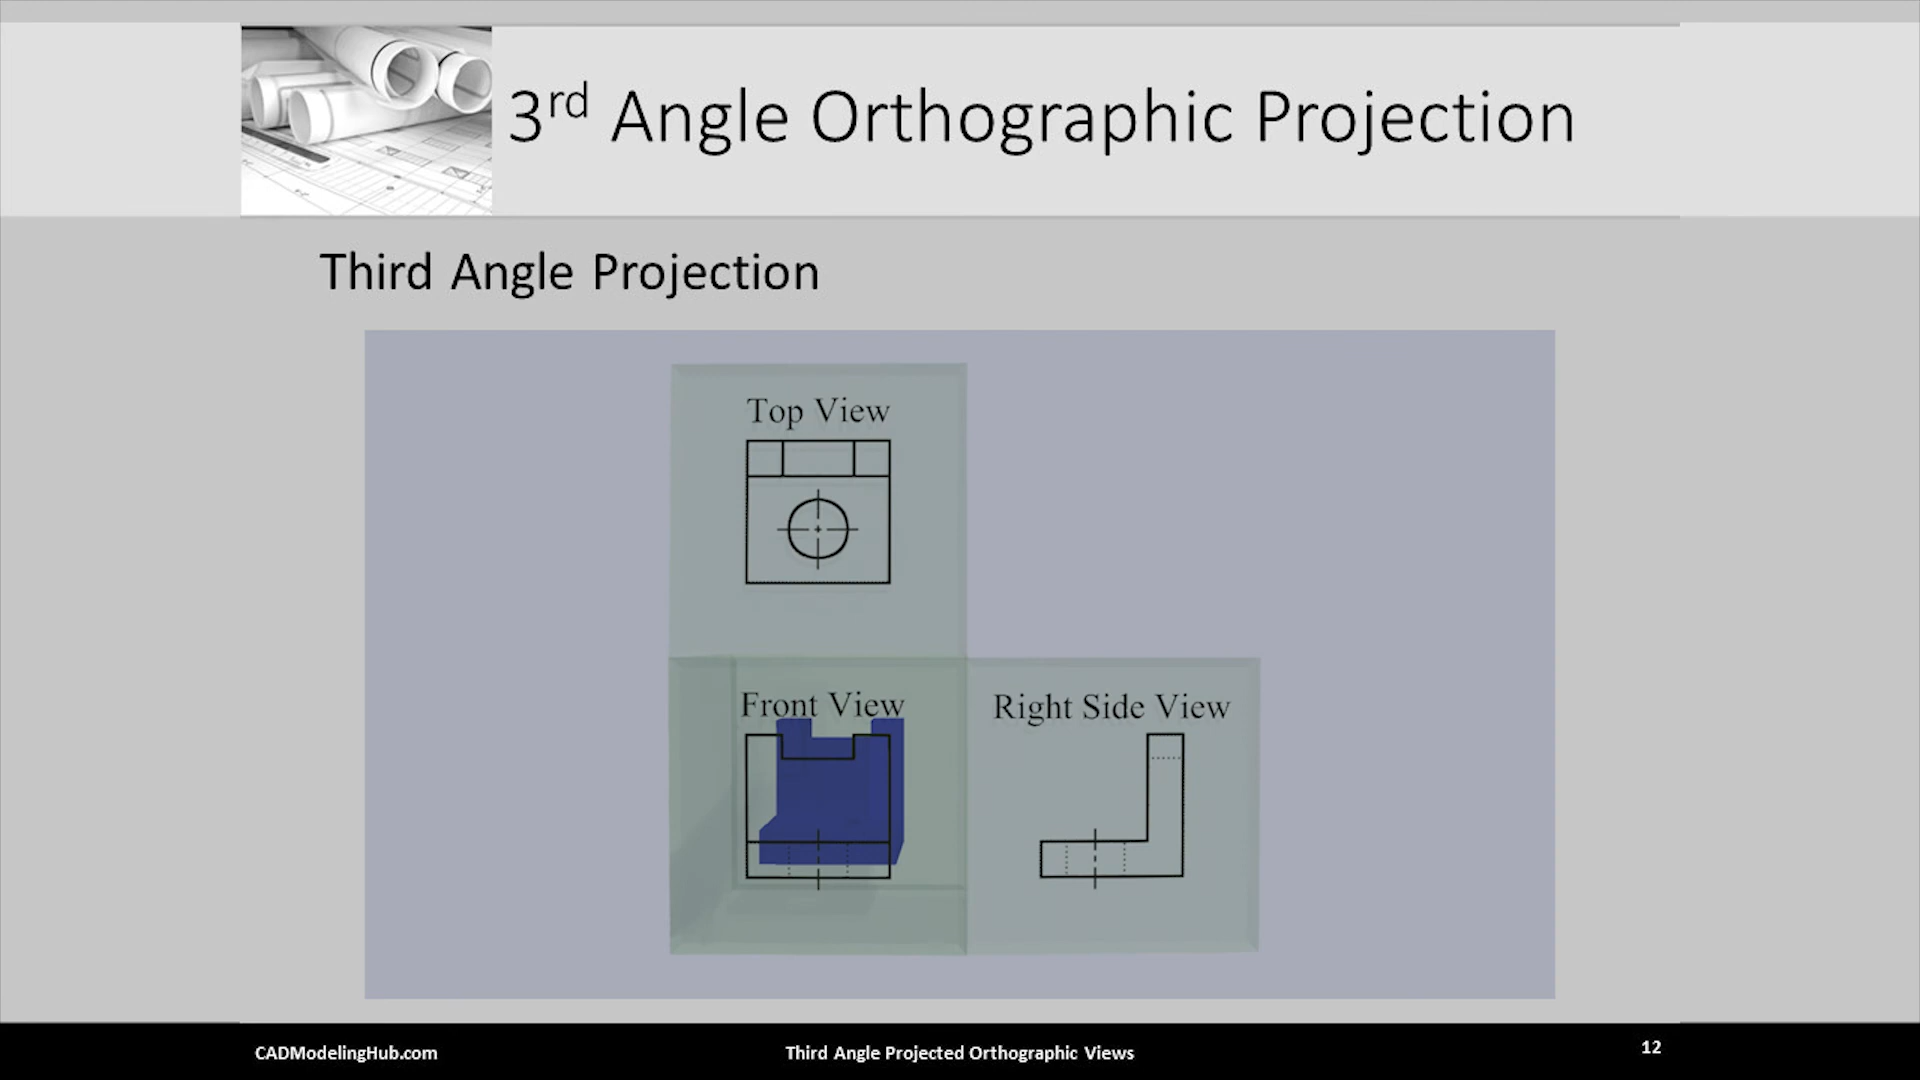 3rd Angle Orthographic Projection
Third Angle Projection
Top View
Front View
Right Side View
CADModelingHub.com
Third Angle Projected Orthographic Views
12